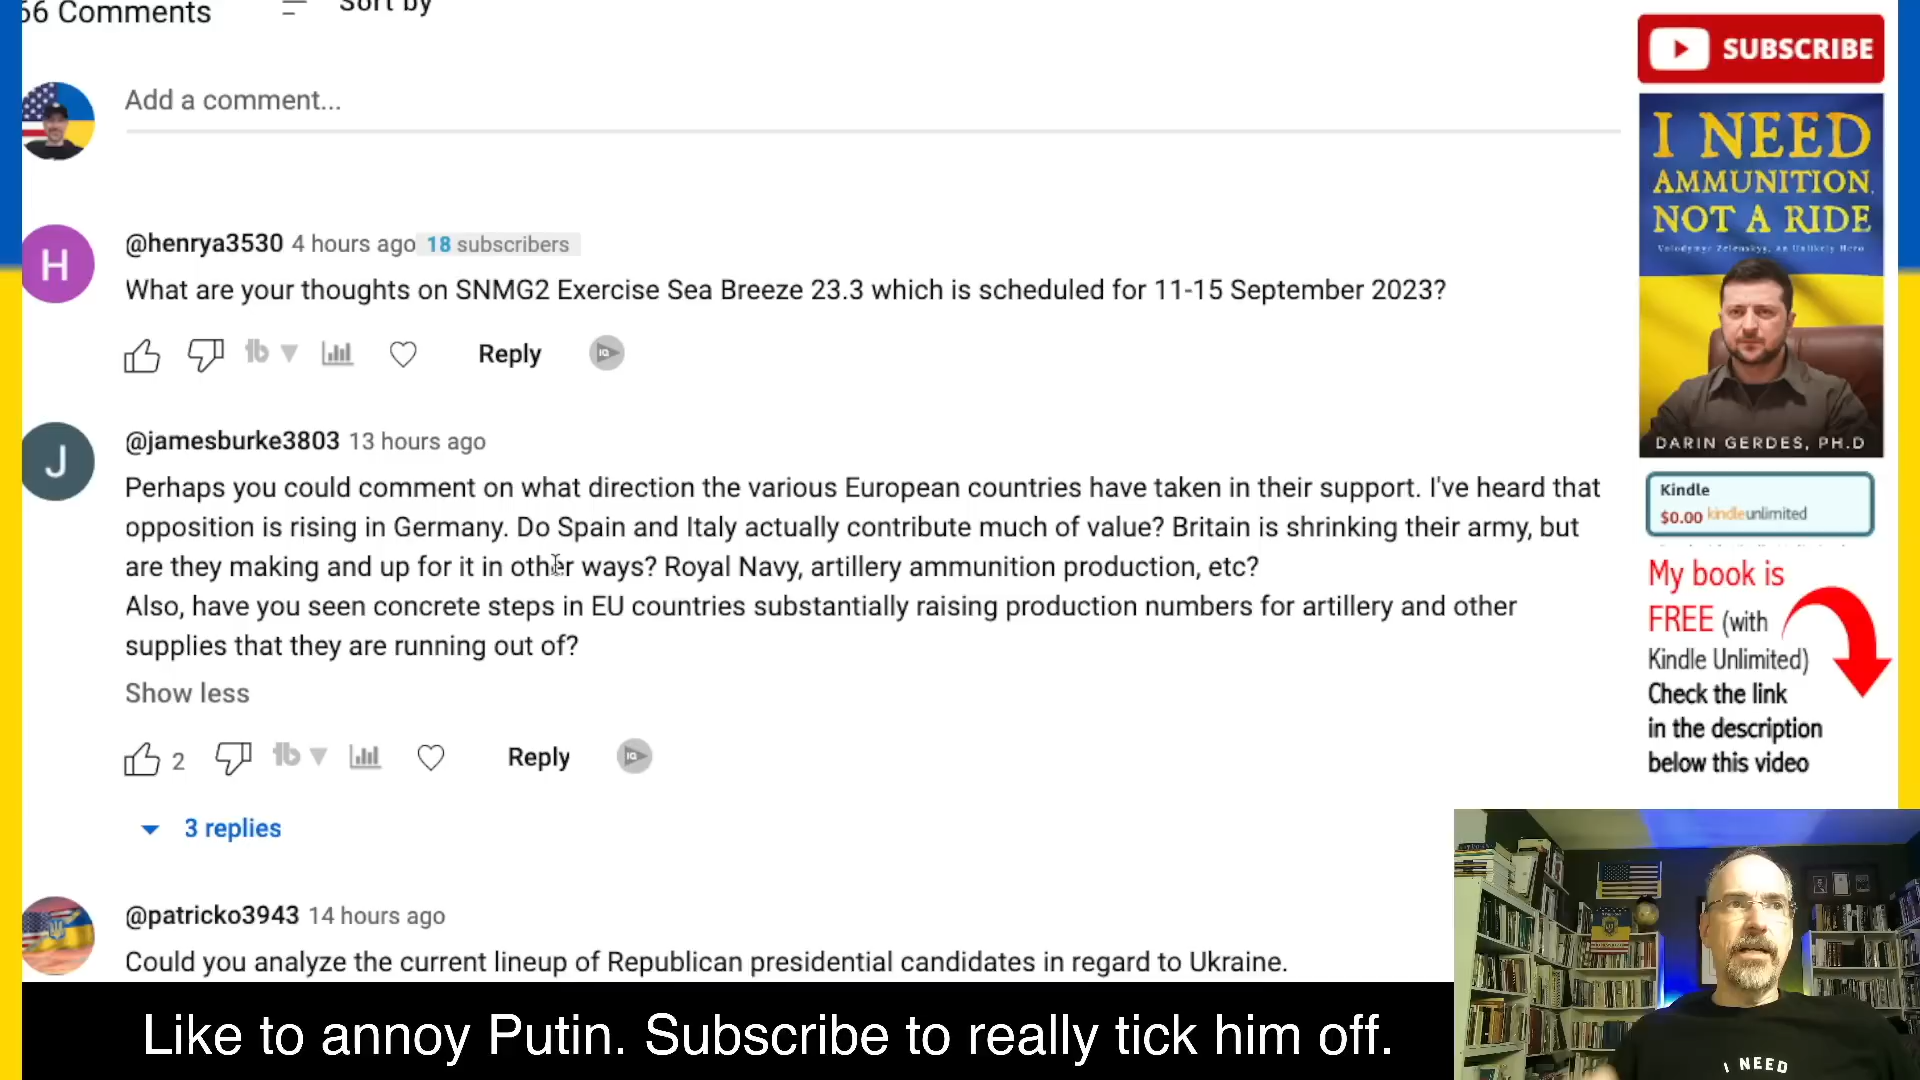 66 Comments
Sort by
Add a comment...
@henrya3530 4 hours ago 18 subscribers
What are your thoughts on SNMG2 Exercise Sea Breeze 23.3 which is scheduled for 11-15 September 2023?
Reply
@jamesburke3803 13 hours ago
Perhaps you could comment on what direction the various European countries have taken in their support. I've heard that
opposition is rising in Germany. Do Spain and Italy actually contribute much of value? Britain is shrinking their army, but
are they making and up for it in other ways? Royal Navy, artillery ammunition production, etc?
Also, have you seen concrete steps in EU countries substantially raising production numbers for artillery and other
supplies that they are running out of?
Show less
2
Reply
3 replies
@patricko3943 14 hours ago
Could you analyze the current lineup of Republican presidential candidates in regard to Ukraine.
Like to annoy Putin. Subscribe to really tick him off.
SUBSCRIBE
I NEED
AMMUNITION,
NOT A RIDE
Volodymyr Zelenskyy, An Unlikely Hero
DARIN GERDES, PH.D
Kindle
$0.00 kindleunlimited
My book is
FREE (with
Kindle Unlimited)
Check the link
in the description
below this video
I NEED